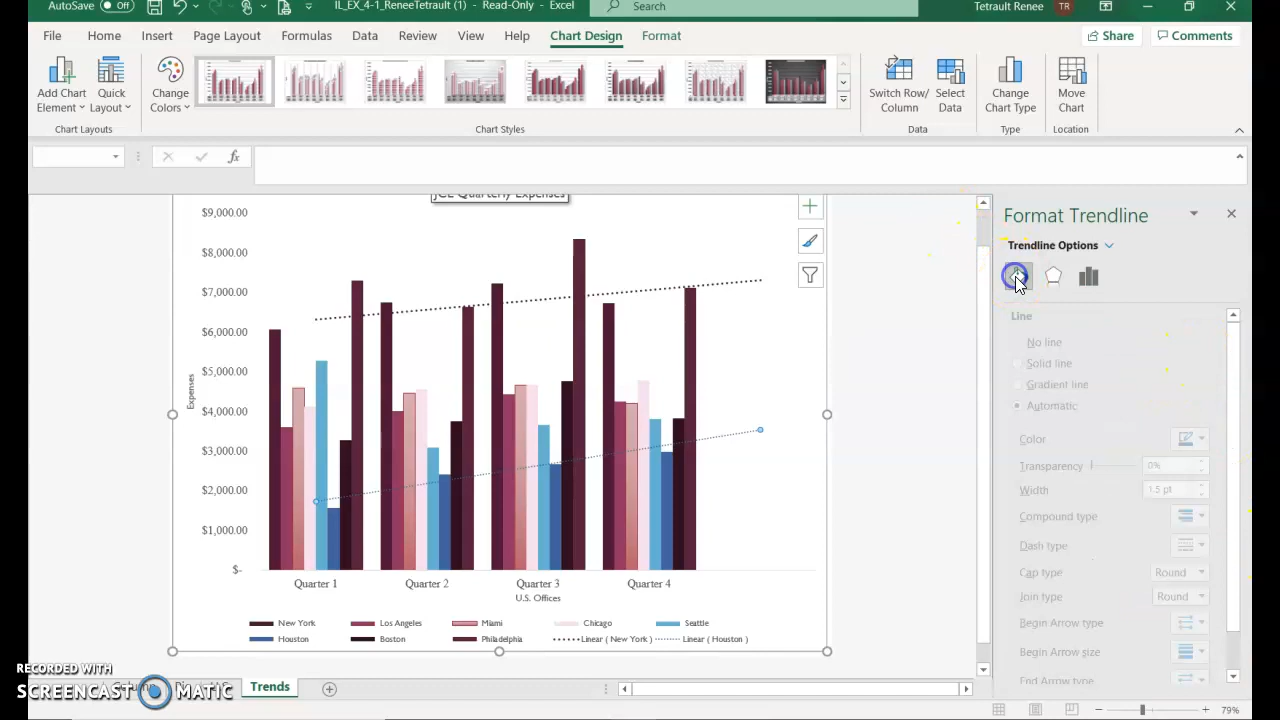 AutoSave Off IL_EX_4-1_ReneeTetrault (1) - Read-Only - Excel Search Tetrault Renee TR
File Home Insert Page Layout Formulas Data Review View Help Chart Design Format Share Comments
Add Chart Element Quick Layout Change Colors Switch Row/ Column Select Data Change Chart Type Move Chart
Chart Layouts Chart Styles Data Type Location
fx
JCL Quarterly Expenses
$9,000.00
$8,000.00
$7,000.00
$6,000.00
$5,000.00
$4,000.00
$3,000.00
$2,000.00
$1,000.00
$-
Expenses
Quarter 1 Quarter 2 Quarter 3 Quarter 4
U.S. Offices
New York Los Angeles Miami Chicago Seattle
Houston Boston Philadelphia Linear ( New York ) Linear ( Houston )
Format Trendline
Trendline Options
Line
No line
Solid line
Gradient line
Automatic
Color
Transparency 0%
Width 1.5 pt
Compound type
Dash type
Cap type Round
Join type Round
Begin Arrow type
Begin Arrow size
End Arrow type
RECORDED WITH
SCREENCAST MATIC
Trends
79%